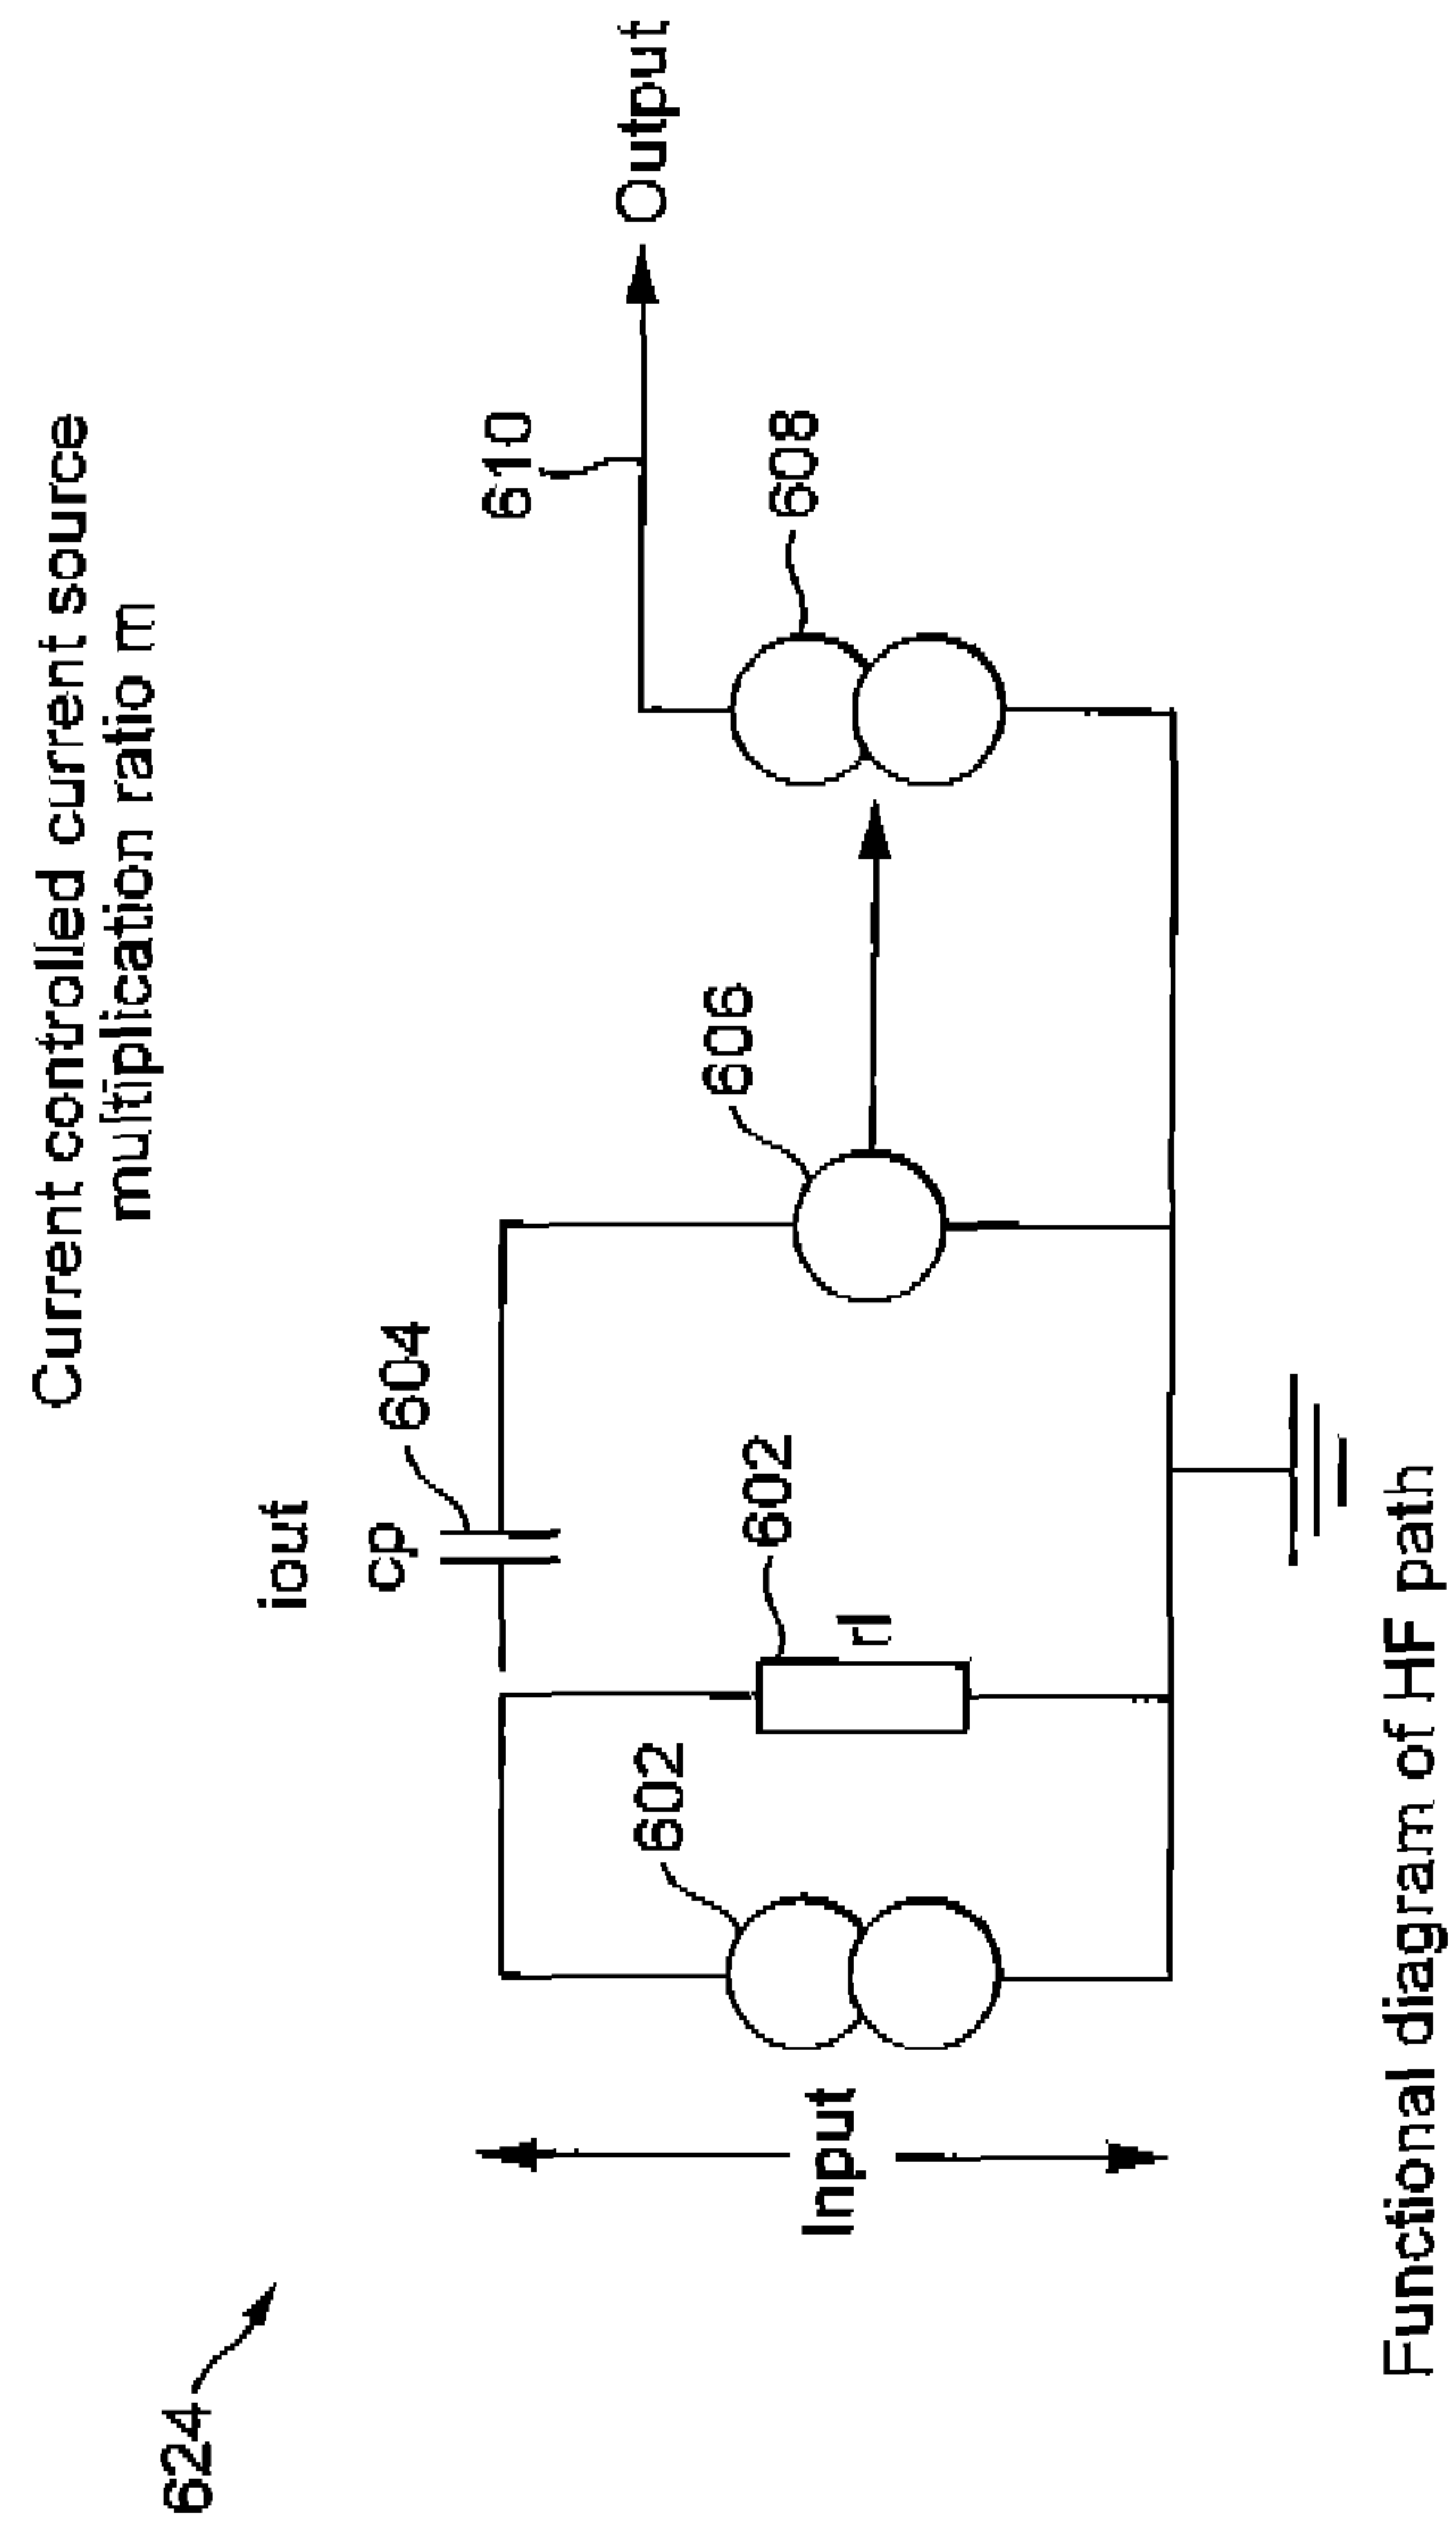 Current controlled current source
multiplication ratio m
624
Input
602
602
rl
iout
cp
604
606
608
610
Output
Functional diagram of HF path